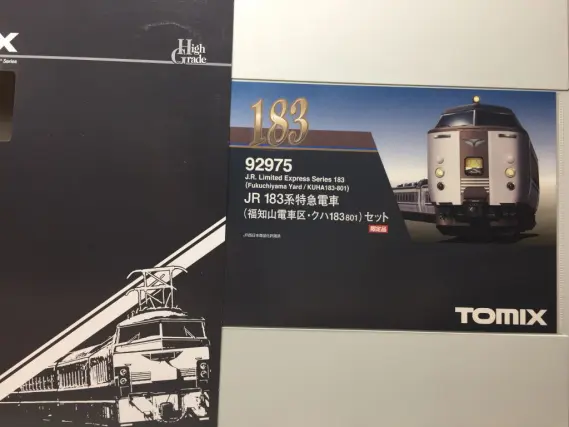 X
Series
High
Grade
183
92975
J.R. Limited Express Series 183
(Fukuchiyama Yard / KUHA183-801)
JR 183系特急電車
(福知山電車区・クハ183 801) セット
限定品
TOMIX